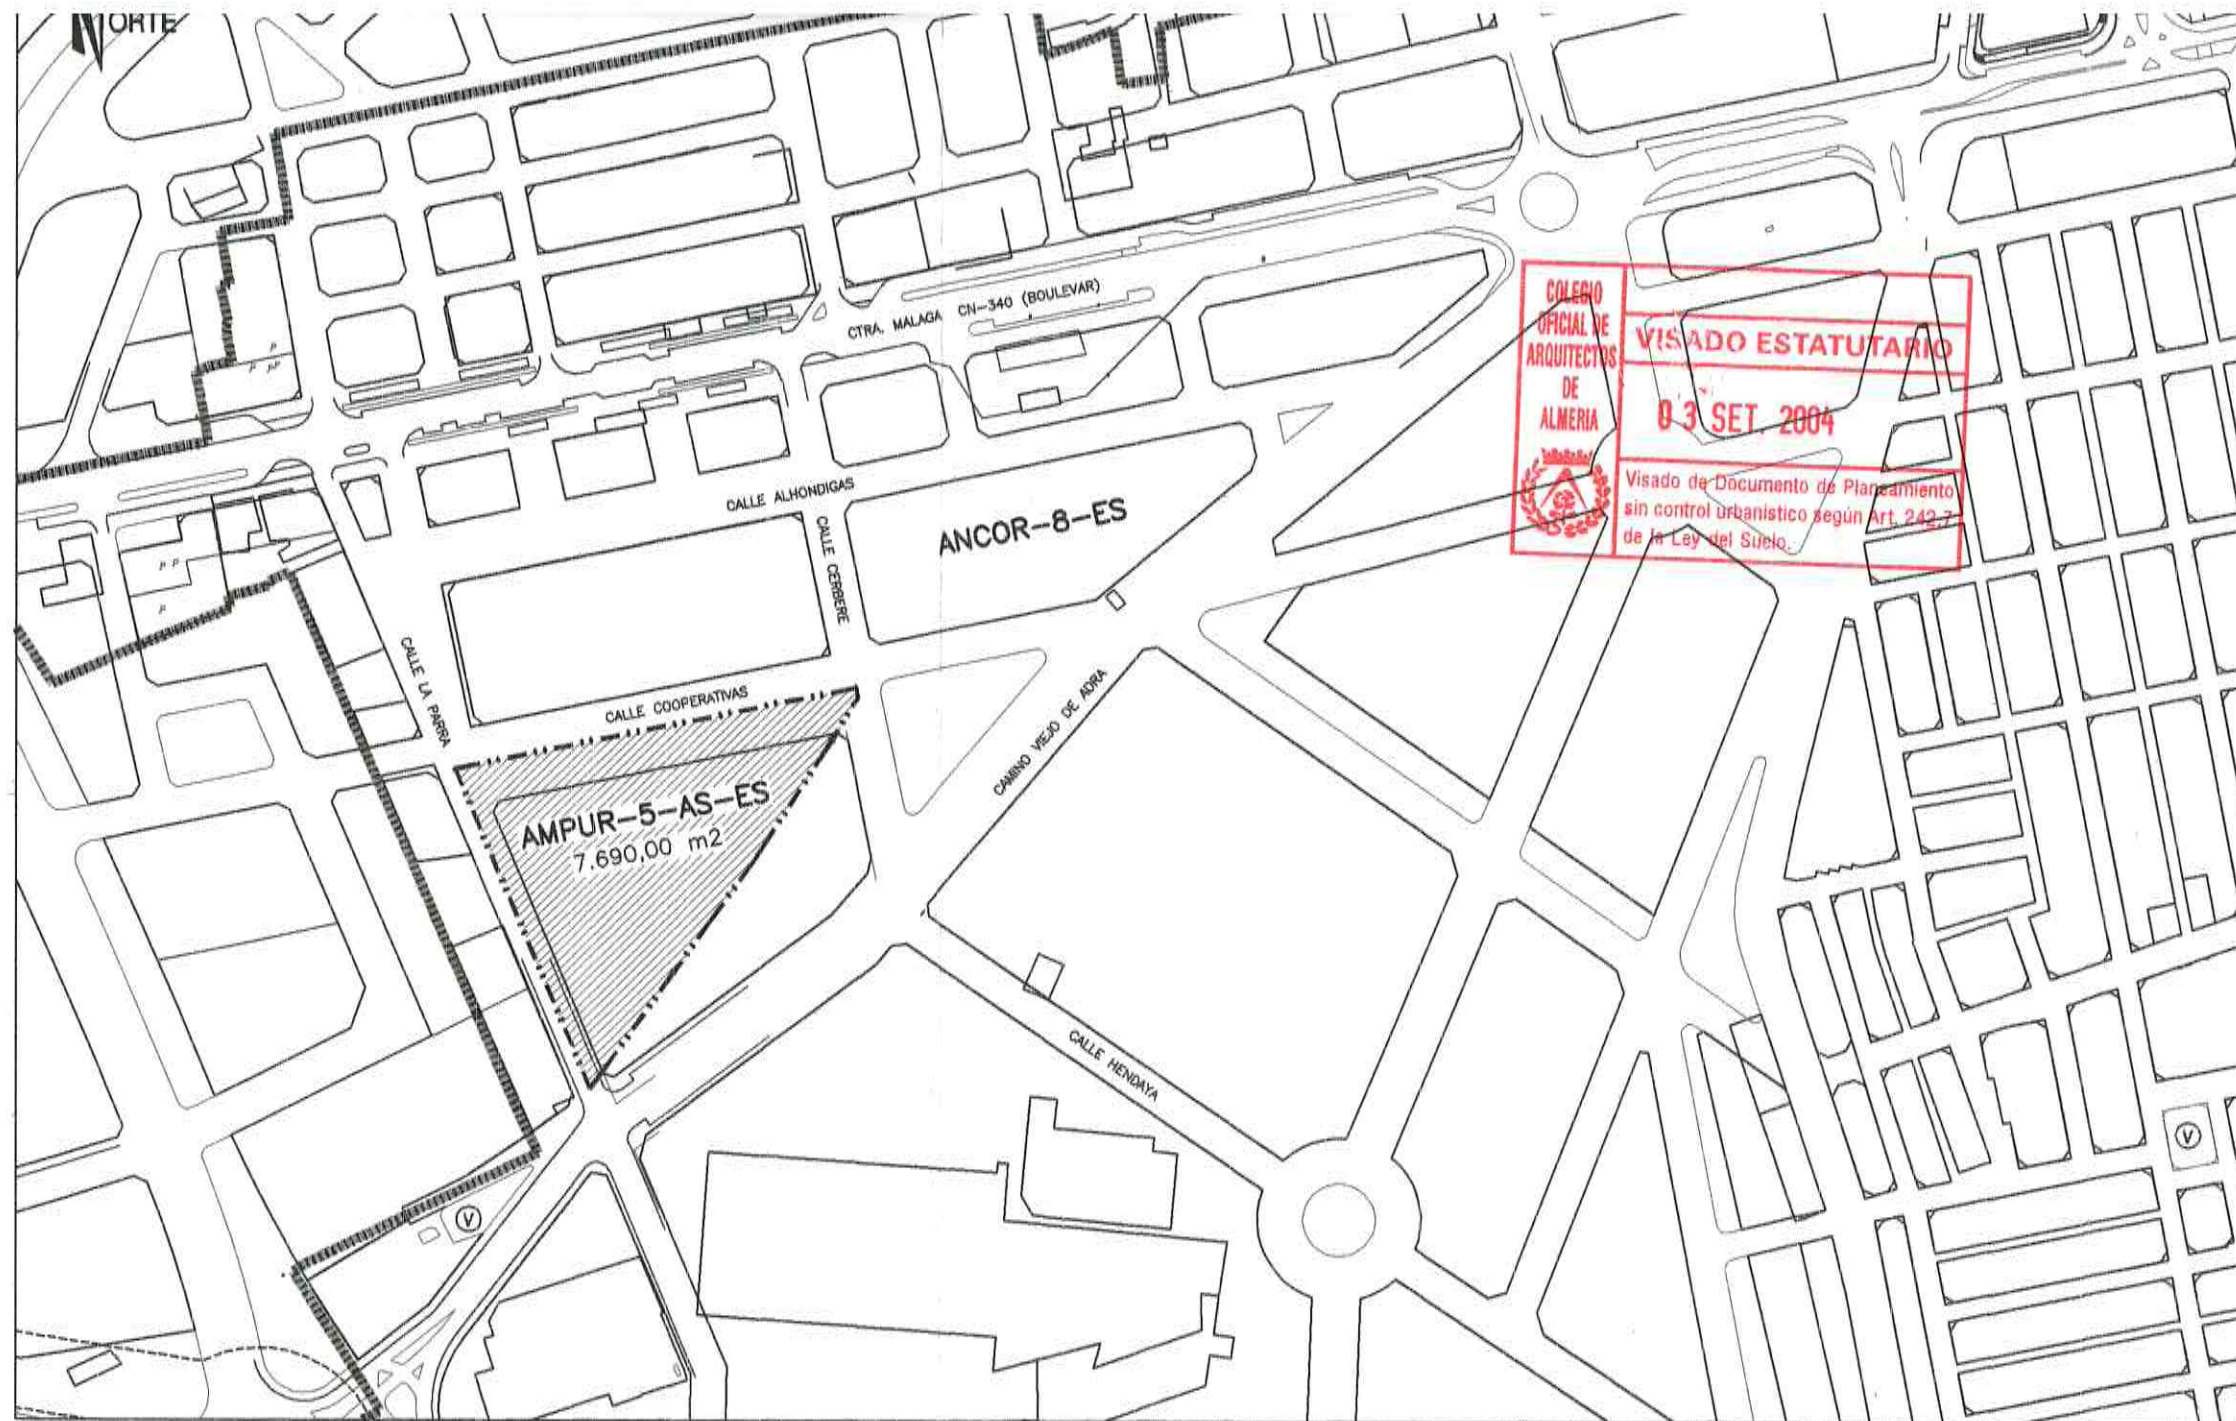 NORTE
CTRA. MALAGA CN-340 (BOULEVAR)
COLEGIO
OFICIAL DE
ARQUITECTOS
DE
ALMERIA
VISADO ESTATUTARIO
03 SET. 2004
Visado de Documento de Planeamiento
sin control urbanístico según Art. 242.7
de la Ley del Suelo.
CALLE ALHONDIGAS
CALLE CERBERE
ANCOR-8-ES
CALLE LA PARRA
CALLE COOPERATIVAS
CAMINO VIEJO DE ADRA
AMPUR-5-AS-ES
7.690,00 m2
CALLE HENDAYA
V
V